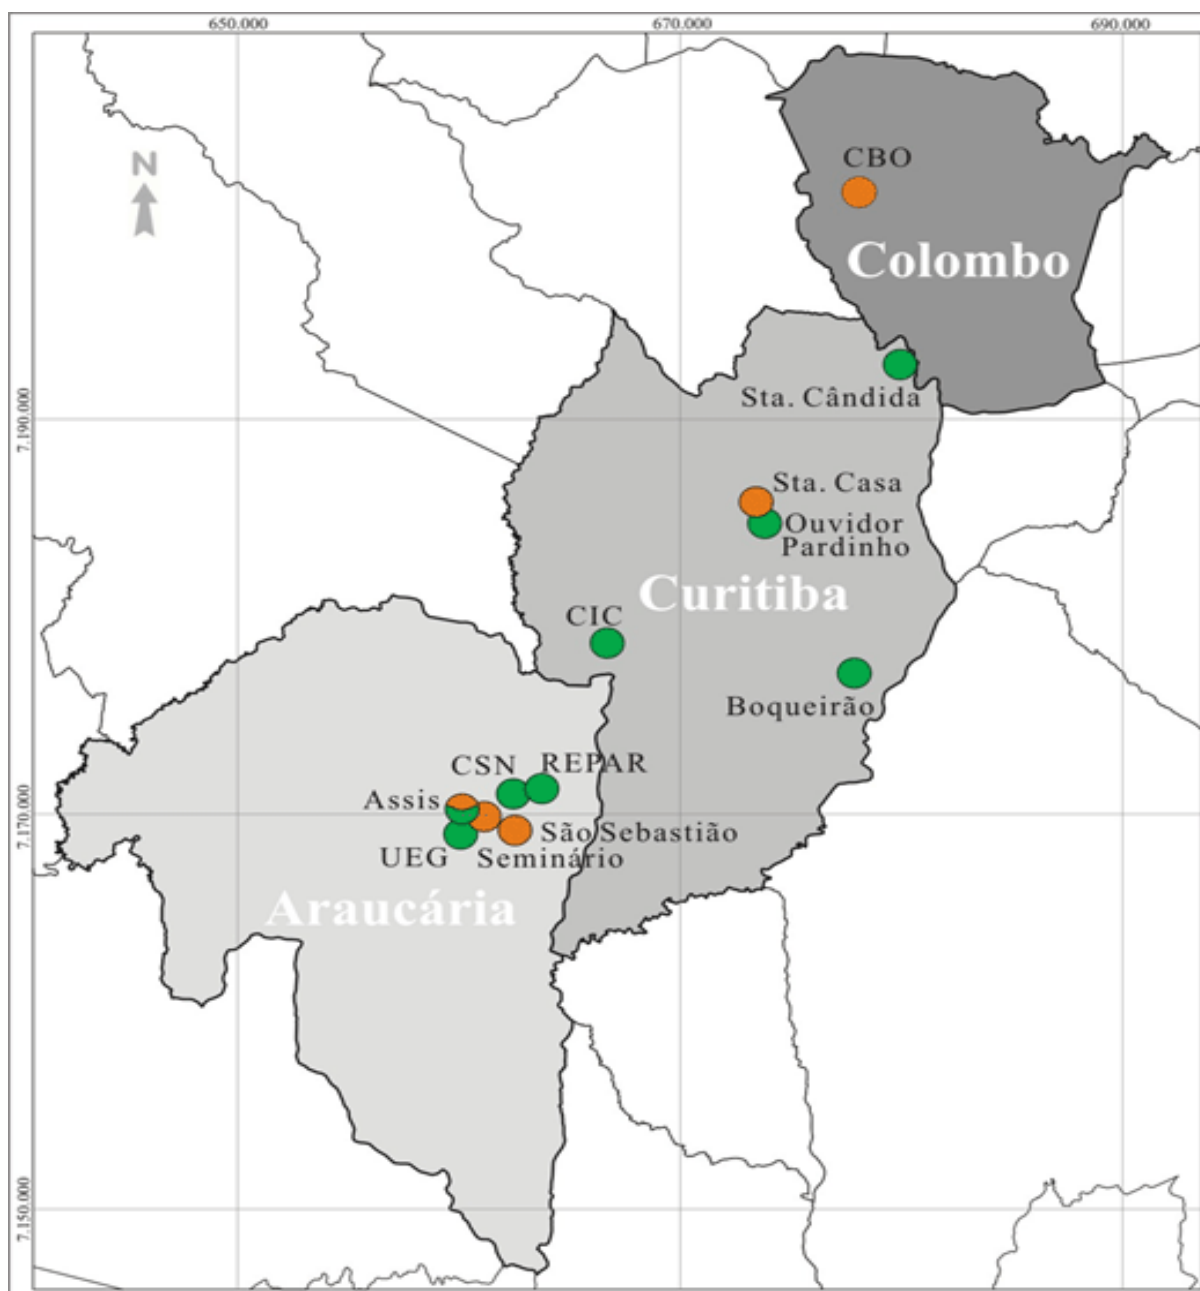 650.000
670.000
690.000
N
CBO
Colombo
Sta. Cândida
7.190.000
Sta. Casa
Ouvidor
Pardinho
Curitiba
CIC
Boqueirão
CSN
REPAR
Assis
7.170.000
São Sebastião
UEG
Seminário
Araucária
7.150.000